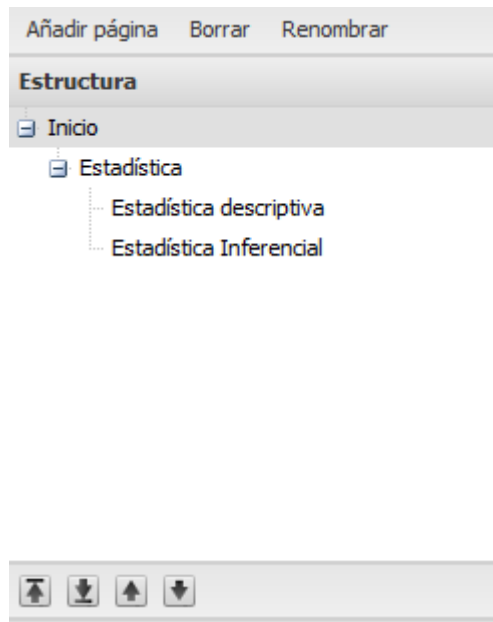 Añadir página Borrar Renombrar
Estructura
Inicio
Estadística
Estadística descriptiva
Estadística Inferencial